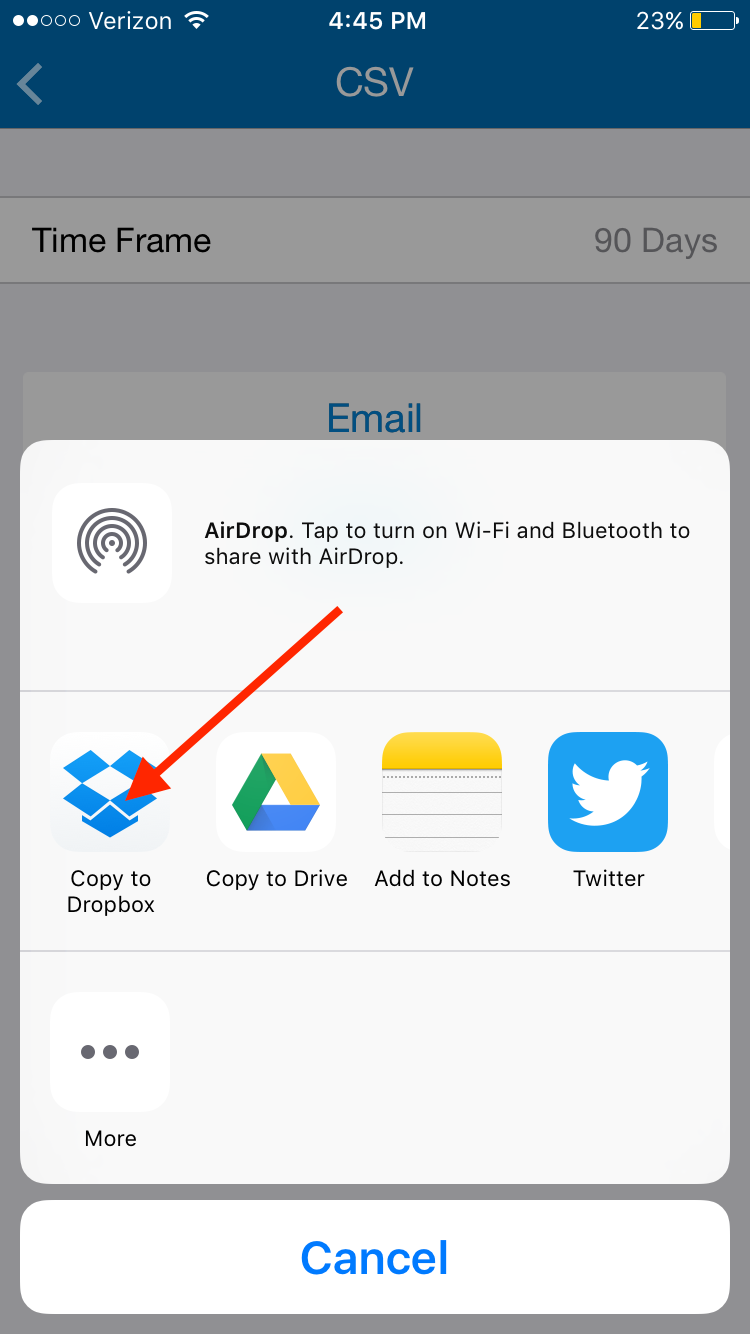 Verizon 4:45 PM 23%
CSV
Time Frame 90 Days
Email
AirDrop. Tap to turn on Wi-Fi and Bluetooth to
share with AirDrop.
Copy to
Dropbox
Copy to Drive
Add to Notes
Twitter
More
Cancel